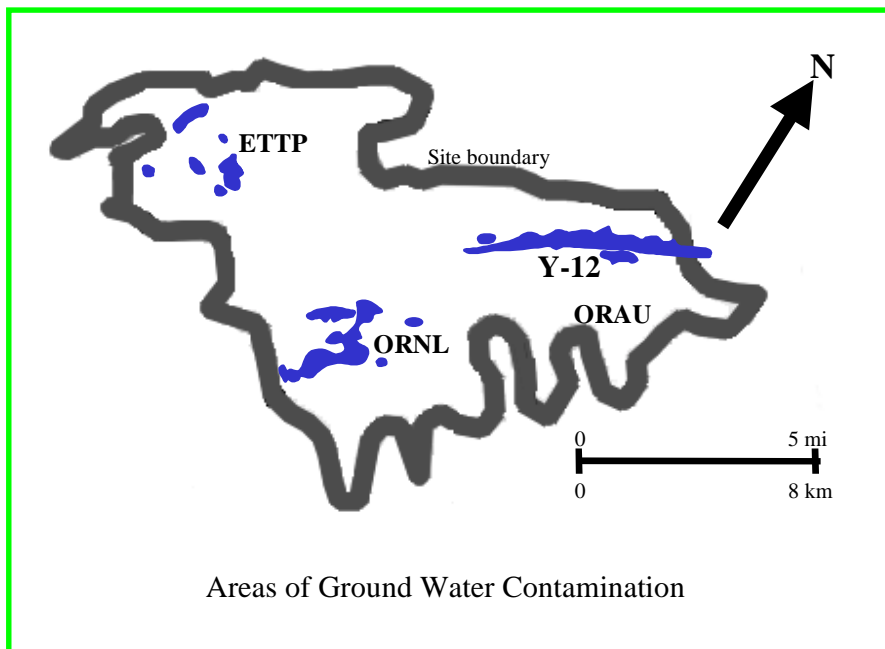 N
ETTP
Site boundary
Y-12
ORAU
ORNL
0 5 mi
0 8 km
Areas of Ground Water Contamination